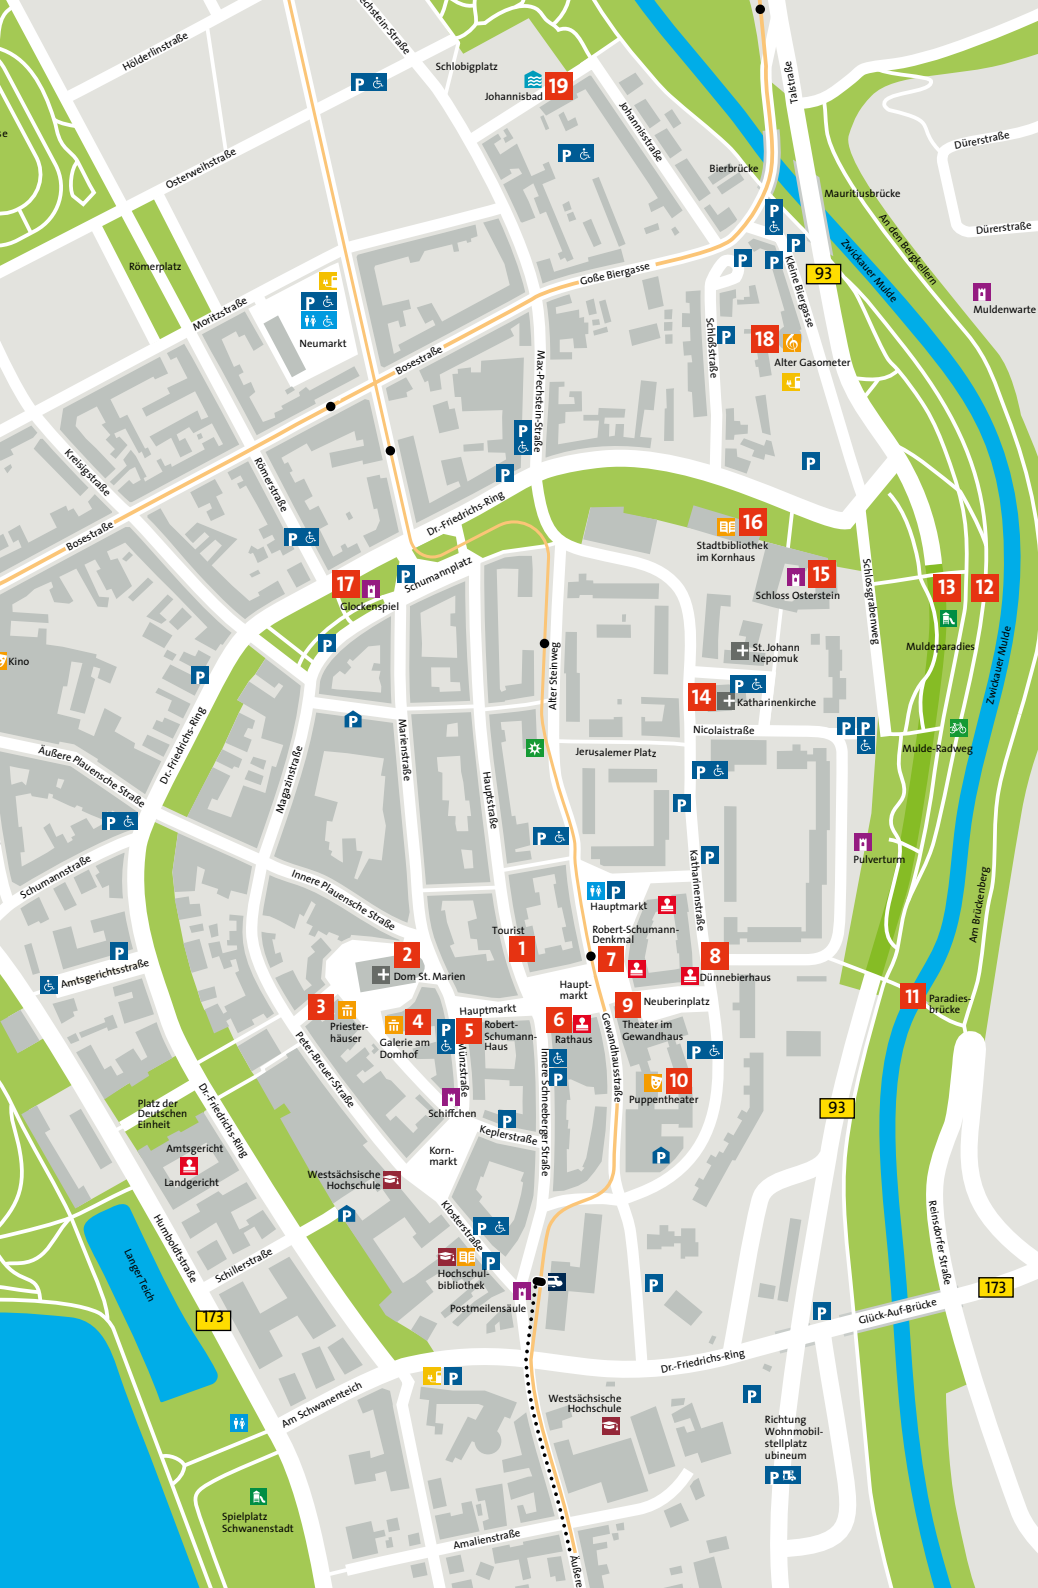 Hölderlinstraße
echstein-Straße
Schlobigplatz
Johannisbad
19
Johannisstraße
Talstraße
Dürerstraße
Bierbrücke
Mauritiusbrücke
Dürerstraße
An den Bergkellern
Zwickauer Mulde
Osterweihstraße
se
Römerplatz
Moritzstraße
Neumarkt
Goße Biergasse
Kleine Biergasse
93
Muldenwarte
Schloßstraße
18
Alter Gasometer
Bosestraße
Max-Pechstein-Straße
Kreisigstraße
Römerstraße
Bosestraße
Dr.-Friedrichs-Ring
16
Stadtbibliothek
im Kornhaus
15
Schloss Osterstein
Schlossgrabenweg
13
12
Muldeparadies
Zwickauer Mulde
17
Glockenspiel
Schumannplatz
Kino
Alter Steinweg
St. Johann
Nepomuk
14
Katharinenkirche
Nicolaistraße
Mulde-Radweg
Dr.-Friedrichs-Ring
Äußere Plauensche Straße
Magazinstraße
Marienstraße
Hauptstraße
Jerusalemer Platz
Schumannstraße
Innere Plauensche Straße
Katharinenstraße
Pulverturm
Am Brückenberg
Hauptmarkt
Robert-Schumann-
Denkmal
7
8
Dünnebierhaus
Tourist
1
2
Dom St. Marien
Amtsgerichtsstraße
3
Priester-
häuser
4
Galerie am
Domhof
Hauptmarkt
5
Robert-
Schumann-
Haus
Haupt-
markt
6
Rathaus
9
Neuberinplatz
Theater im
Gewandhaus
Gewandhausstraße
11
Paradies-
brücke
10
Puppentheater
Münzstraße
Peter-Breuer-Straße
Schiffchen
Innere Schneeberger Straße
Keplerstraße
Korn-
markt
93
Platz der
Deutschen
Einheit
Dr.-Friedrichs-Ring
Amtsgericht
Landgericht
Westsächsische
Hochschule
Klosterstraße
Humboldtstraße
Schillerstraße
Langer Teich
Hochschul-
bibliothek
Postmeilensäule
Reinsdorfer Straße
173
173
Glück-Auf-Brücke
Dr.-Friedrichs-Ring
Am Schwanenteich
Westsächsische
Hochschule
Richtung
Wohnmobil-
stellplatz
ubineum
Spielplatz
Schwanenstadt
Amalienstraße
Äußere